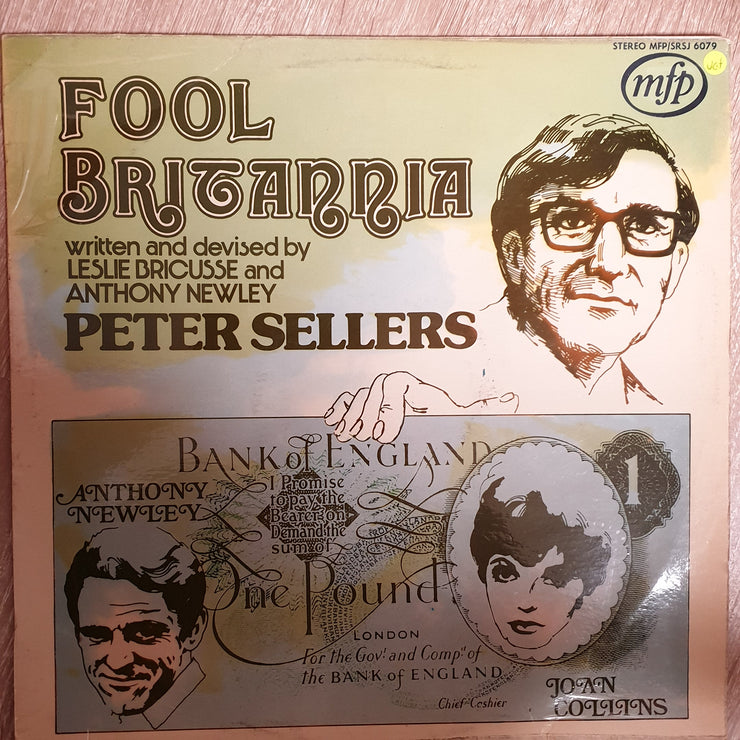 STEREO MFP/SRSJ 6079
VG+
mfp
FOOL
BRITANNIA
written and devised by
LESLIE BRICUSSE and
ANTHONY NEWLEY
PETER SELLERS
BANK of ENGLAND
1
ANTHONY
NEWLEY
I Promise
to pay the
Bearer on
Demand the
sum of
One Pound
LONDON
For the Govr. and Compa. of
the BANK of ENGLAND
Chief Cashier
JOAN
COLLINS